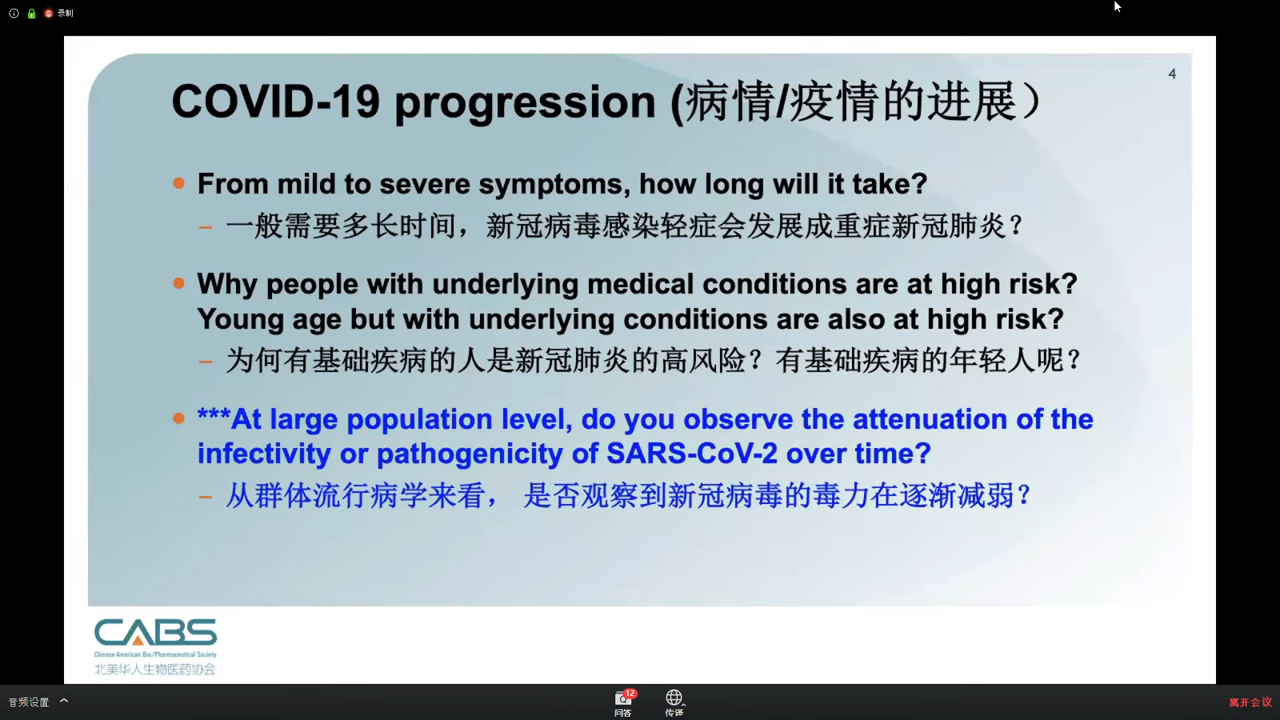 录制
4
COVID-19 progression (病情/疫情的进展）
From mild to severe symptoms, how long will it take?
– 一般需要多长时间，新冠病毒感染轻症会发展成重症新冠肺炎？
Why people with underlying medical conditions are at high risk?
Young age but with underlying conditions are also at high risk?
– 为何有基础疾病的人是新冠肺炎的高风险？有基础疾病的年轻人呢？
***At large population level, do you observe the attenuation of the
infectivity or pathogenicity of SARS-CoV-2 over time?
– 从群体流行病学来看， 是否观察到新冠病毒的毒力在逐渐减弱？
CABS
Chinese-American Bio/Pharmaceutical Society
北美华人生物医药协会
音频设置
12
问答
传译
离开会议